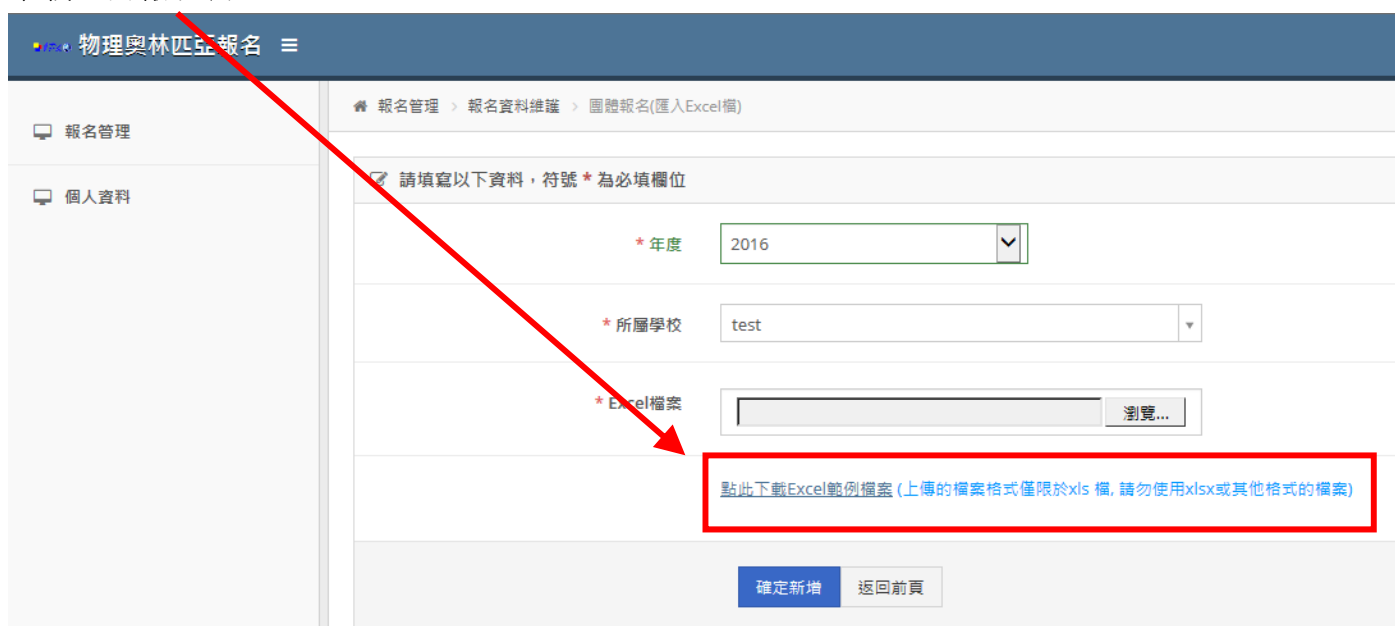 物理奧林匹亞報名
報名管理
個人資料
報名管理 > 報名資料維護 > 團體報名(匯入Excel檔)
請填寫以下資料，符號 * 為必填欄位
* 年度 2016
* 所屬學校 test
* Excel檔案 瀏覽...
點此下載Excel範例檔案 (上傳的檔案格式僅限於xls 檔, 請勿使用xlsx或其他格式的檔案)
確定新增 返回前頁